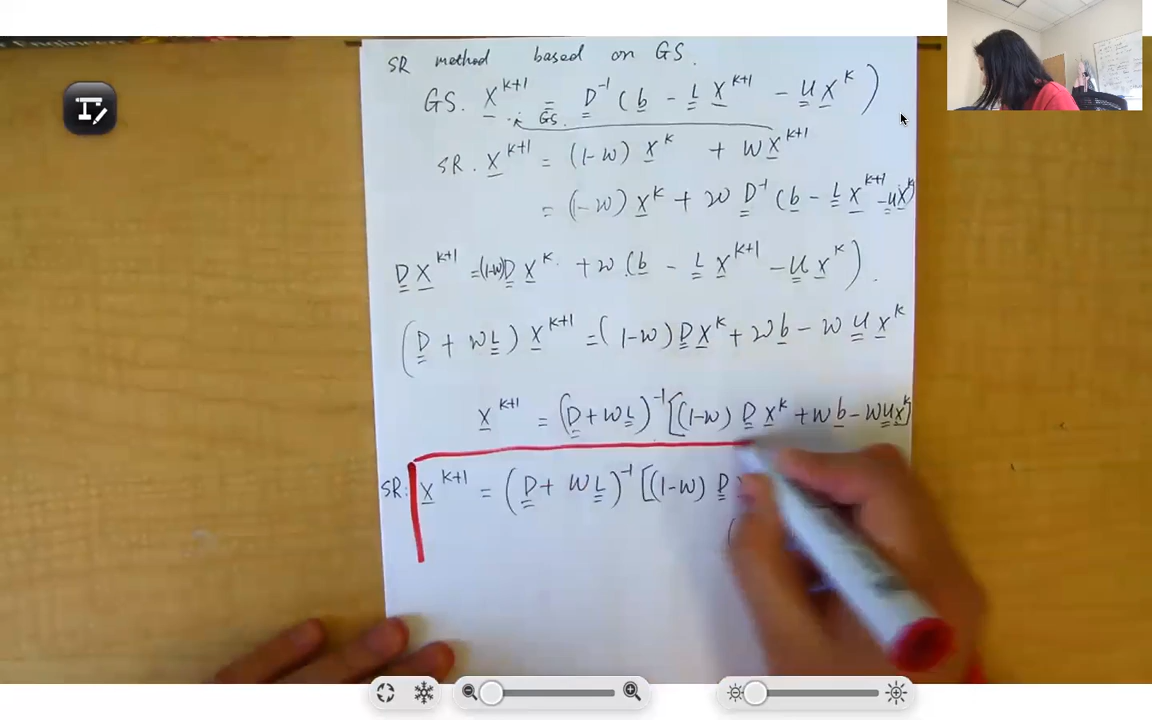 SR method based on GS.
GS. X^{k+1} =_{GS.} D^{-1} ( b - L X^{k+1} - U X^k )
SR. X^{k+1} = (1-w) X^k + w X^{k+1}
= (1-w) X^k + w D^{-1} ( b - L X^{k+1} - U X^k )
D X^{k+1} = (1-w) D X^k + w ( b - L X^{k+1} - U X^k ).
( D + w L ) X^{k+1} = (1-w) D X^k + w b - w U X^k
X^{k+1} = ( D + w L )^{-1} [ (1-w) D X^k + w b - w U X^k ]
SR: X^{k+1} = ( D + w L )^{-1} [ (1-w) D